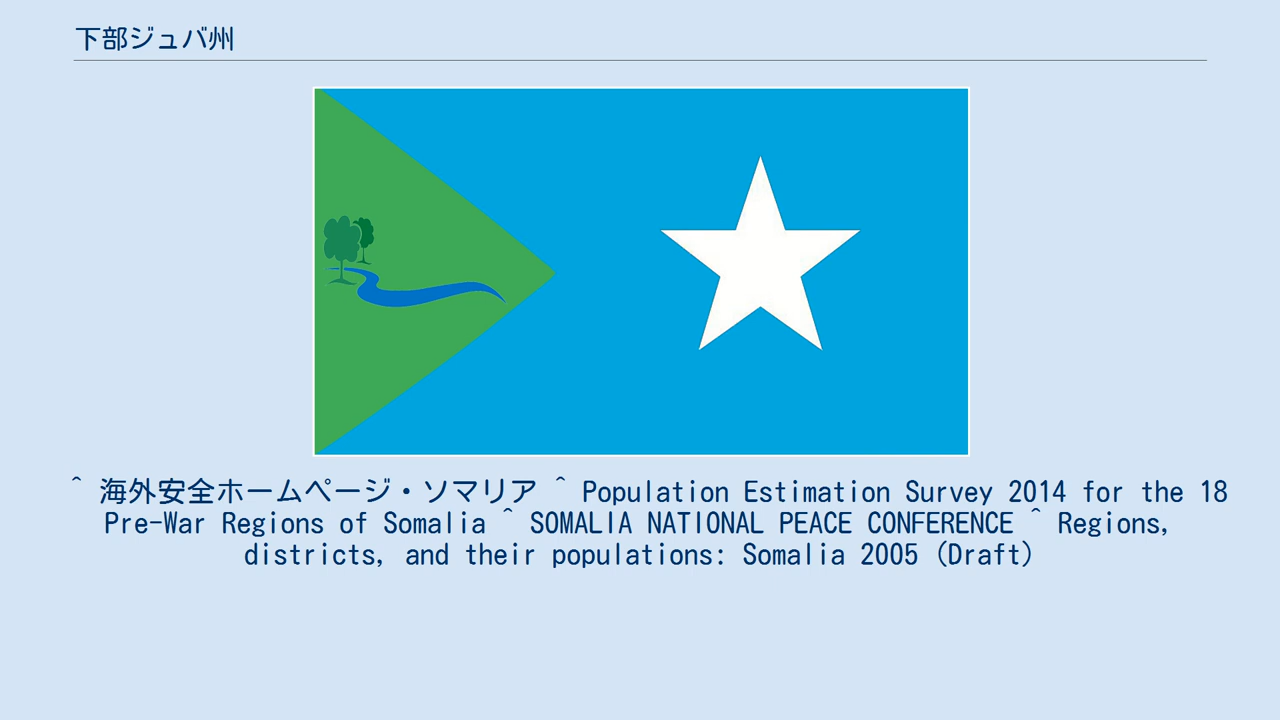 下部ジュバ州
^ 海外安全ホームページ・ソマリア ^ Population Estimation Survey 2014 for the 18
Pre-War Regions of Somalia ^ SOMALIA NATIONAL PEACE CONFERENCE ^ Regions,
districts, and their populations: Somalia 2005 (Draft)